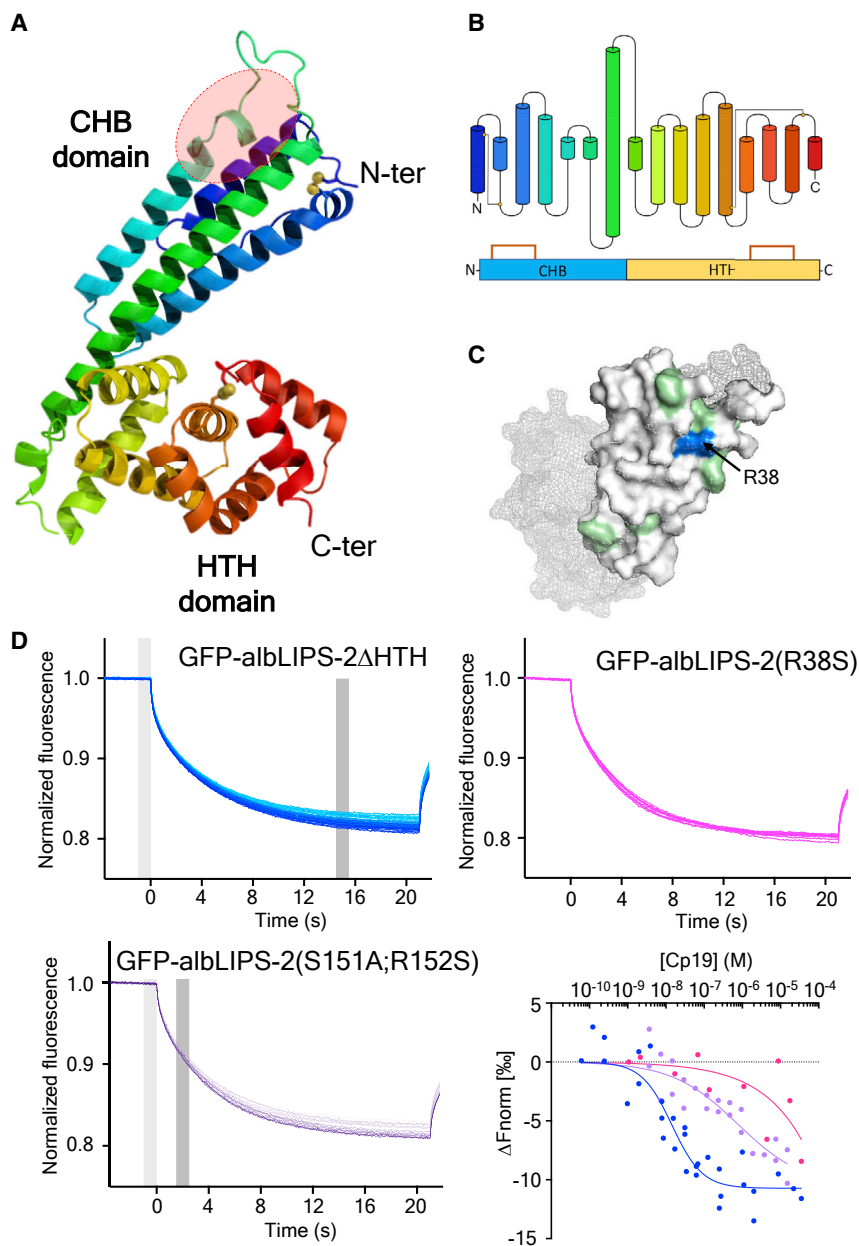 A
CHB
domain
N-ter
C-ter
HTH
domain
B
N
C
N-
CHB
HTH
-C
C
R38
D
GFP-albLIPS-2ΔHTH
Normalized fluorescence
1.0
0.9
0.8
0 4 8 12 16 20
Time (s)
GFP-albLIPS-2(R38S)
Normalized fluorescence
1.0
0.9
0.8
0 4 8 12 16 20
Time (s)
GFP-albLIPS-2(S151A;R152S)
Normalized fluorescence
1.0
0.9
0.8
0 4 8 12 16 20
Time (s)
[Cp19] (M)
10⁻¹⁰ 10⁻⁹ 10⁻⁸ 10⁻⁷ 10⁻⁶ 10⁻⁵ 10⁻⁴
ΔFnorm [‰]
5
0
-5
-10
-15